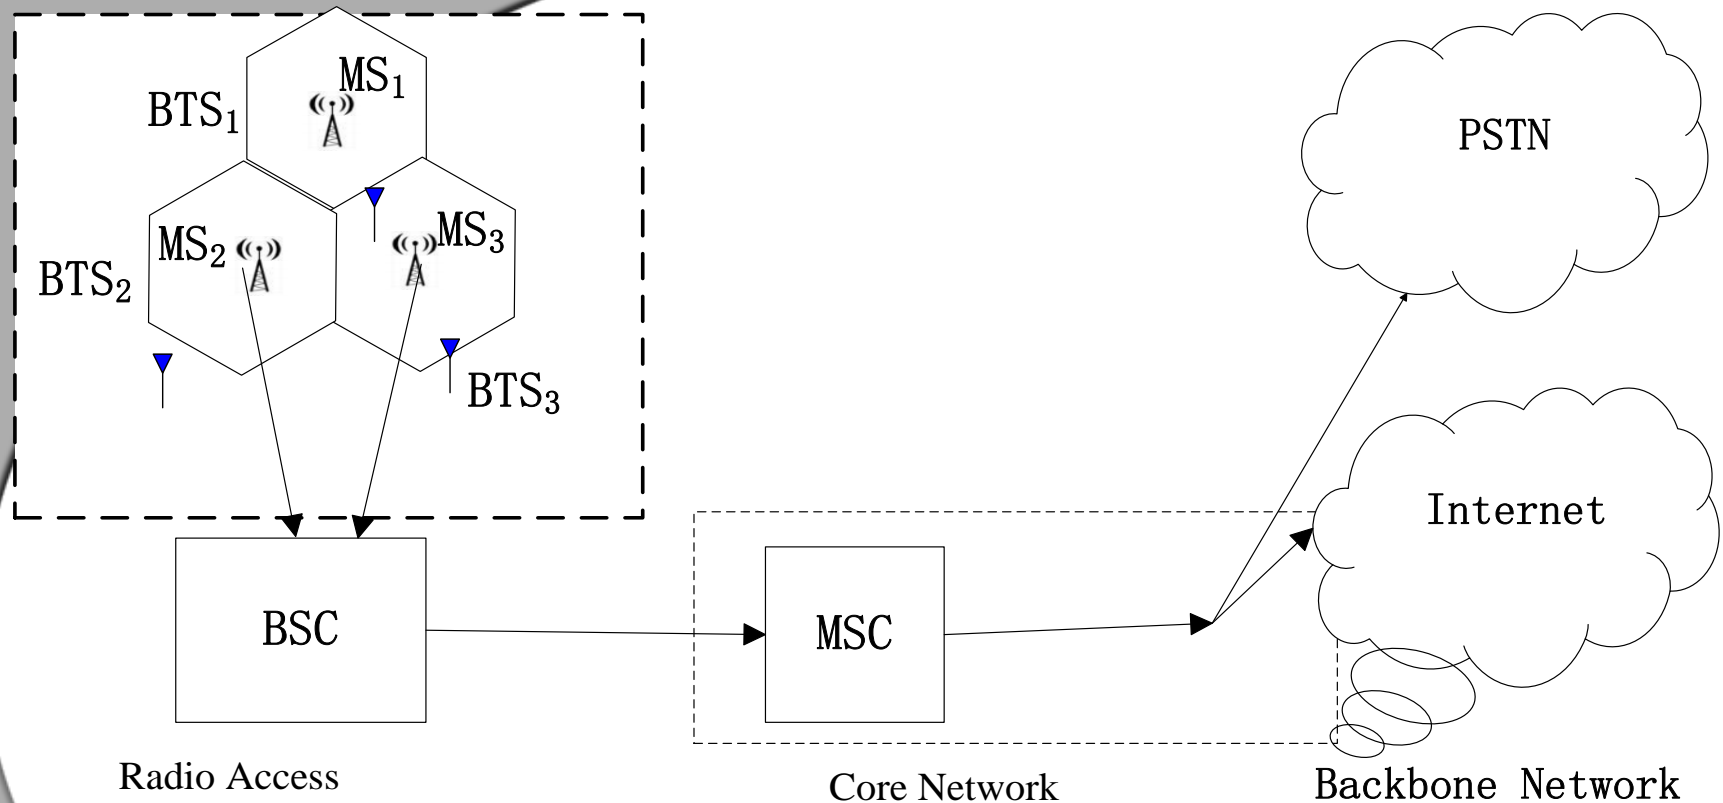 MS₁
BTS₁
MS₂
MS₃
BTS₂
BTS₃
PSTN
Internet
BSC
MSC
Radio Access
Core Network
Backbone Network